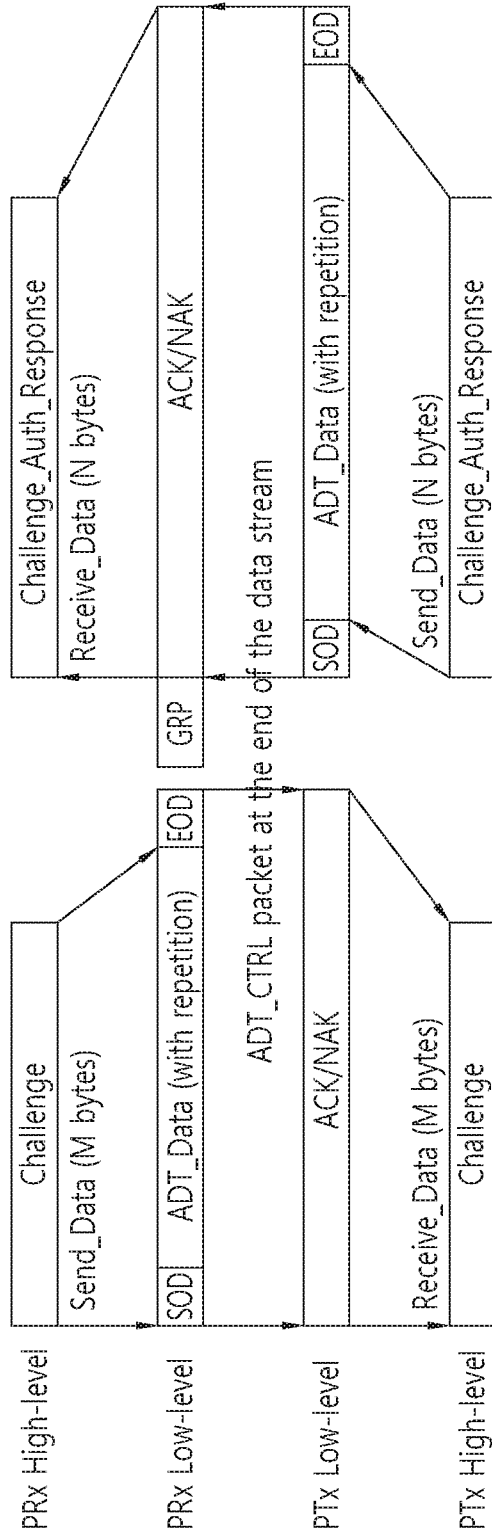 PRx High-level
Challenge
Challenge_Auth_Response
Send_Data (M bytes)
Receive_Data (N bytes)
PRx Low-level
SOD
ADT_Data (with repetition)
EOD
GRP
ACK/NAK
ADT_CTRL packet at the end of the data stream
PTx Low-level
ACK/NAK
SOD
ADT_Data (with repetition)
EOD
Receive_Data (M bytes)
Send_Data (N bytes)
PTx High-level
Challenge
Challenge_Auth_Response